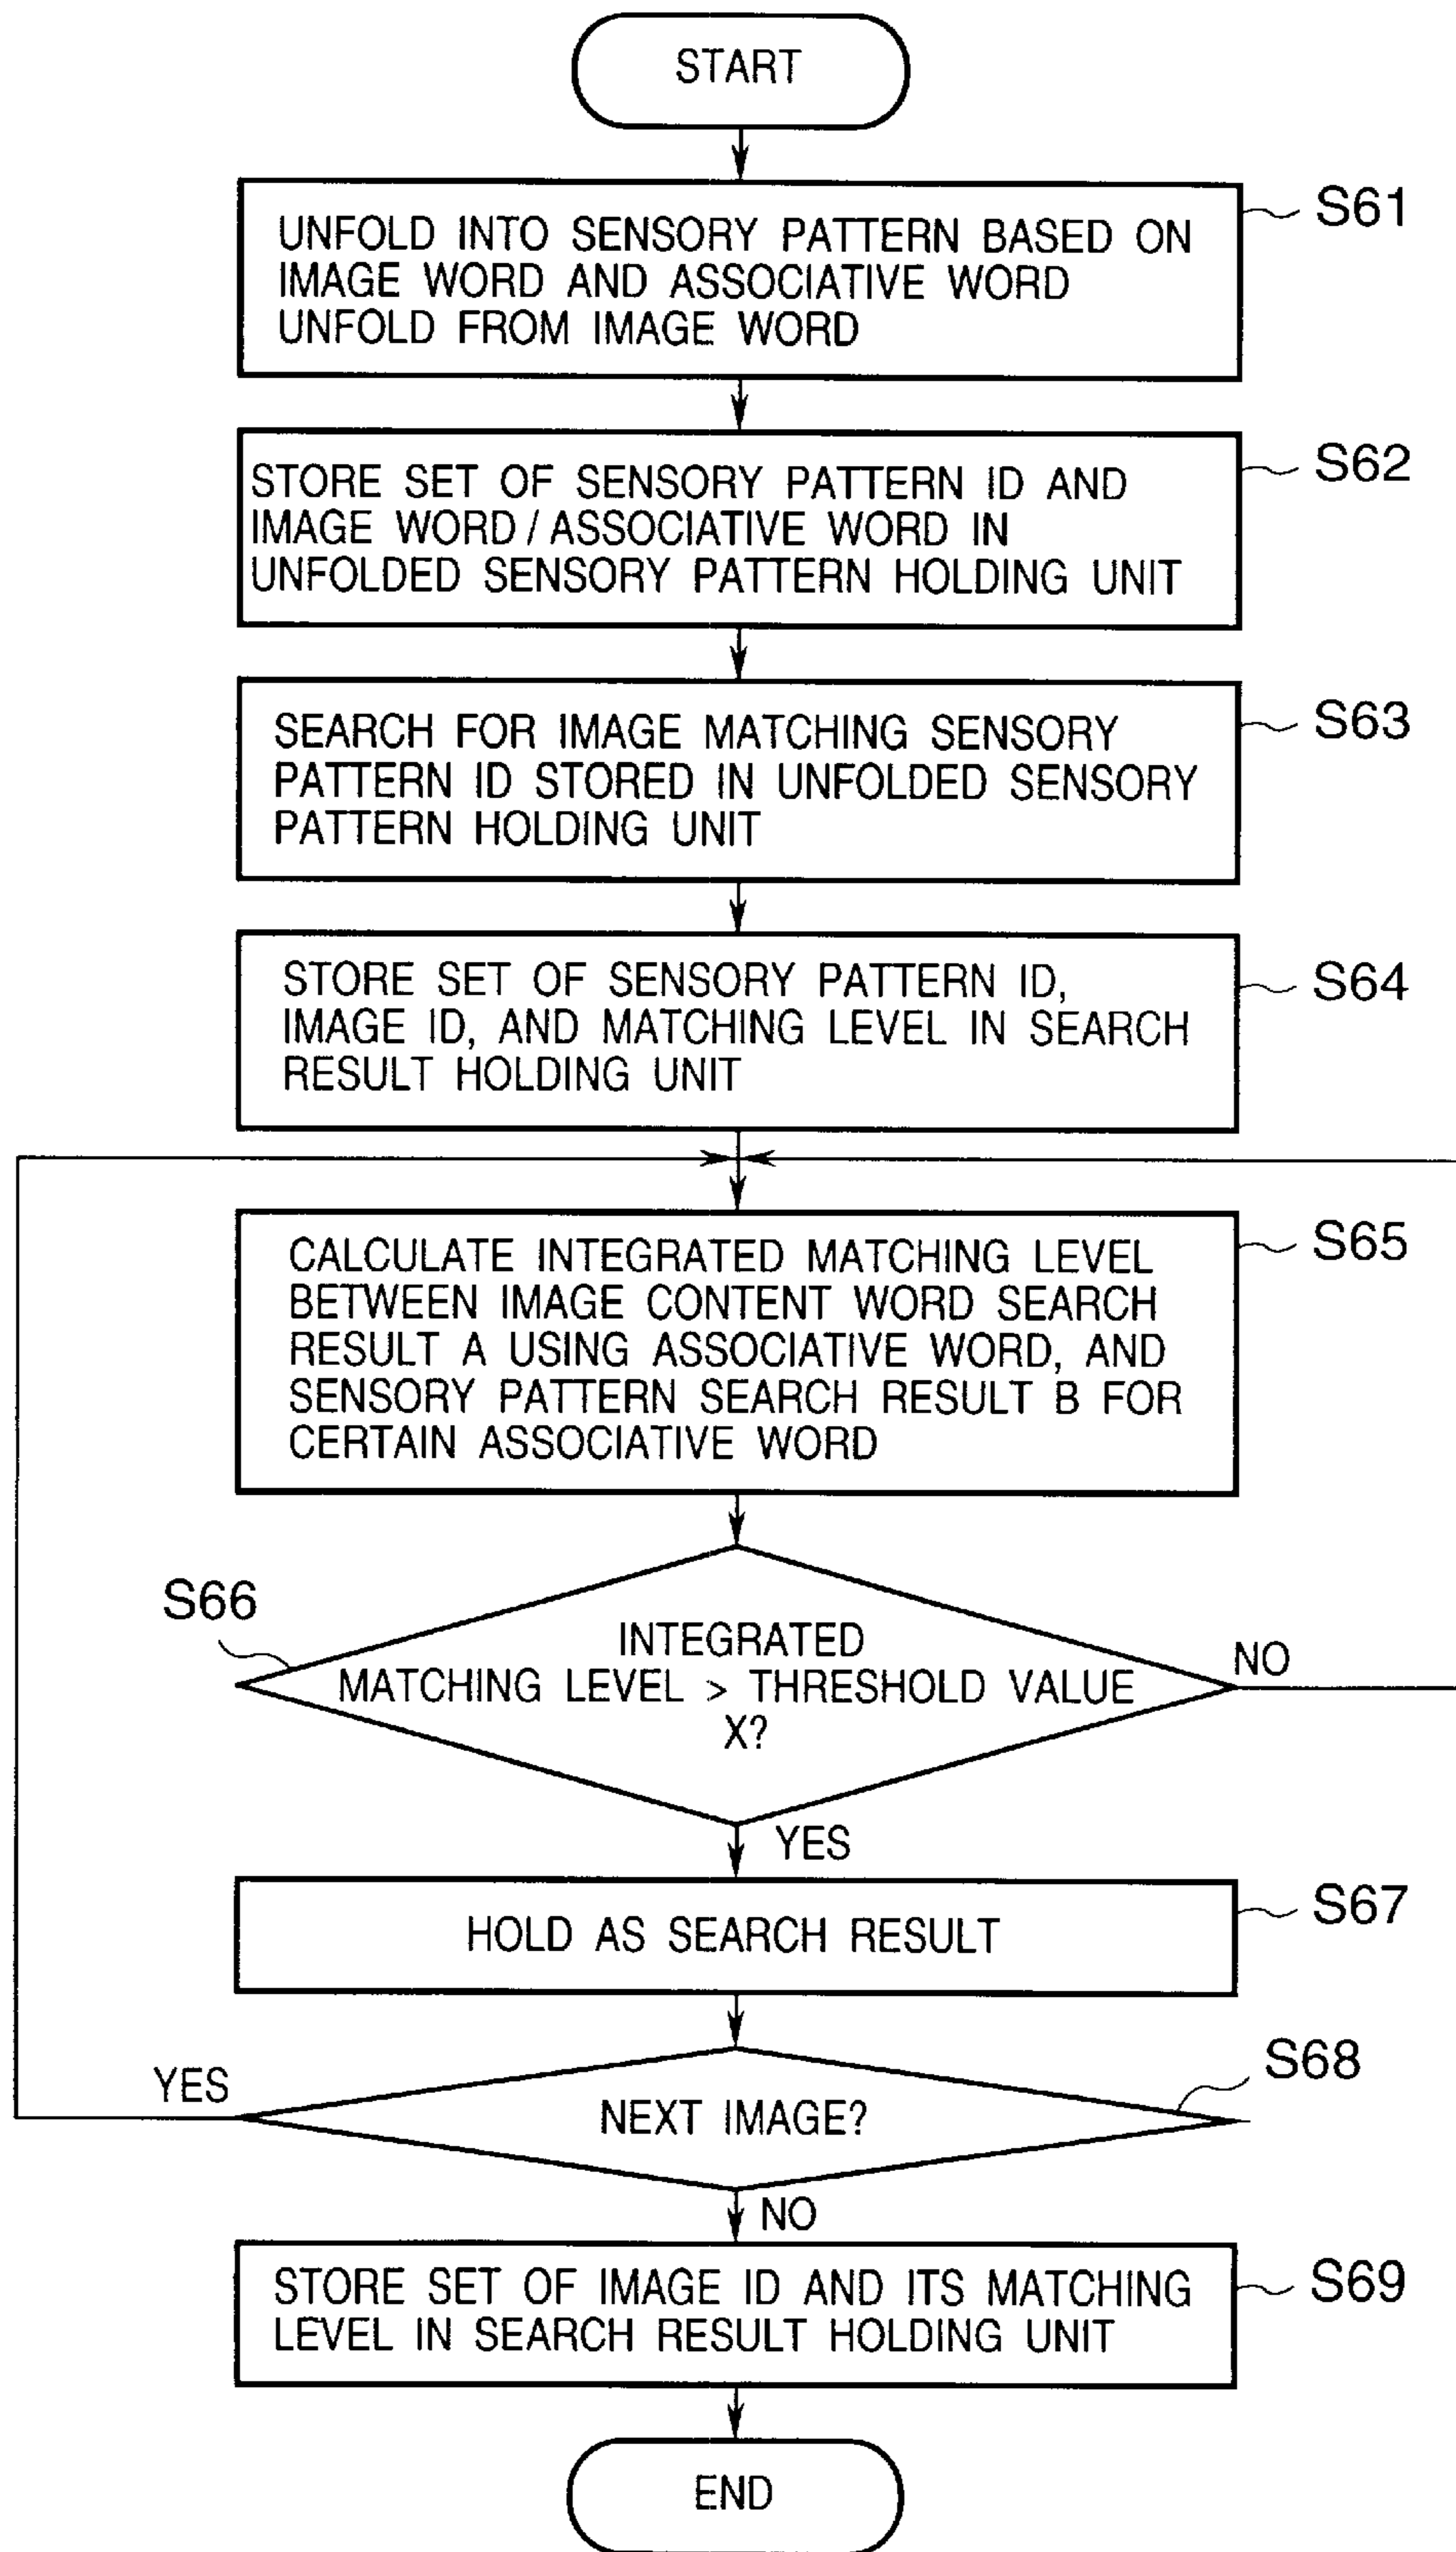 START
S61
UNFOLD INTO SENSORY PATTERN BASED ON
IMAGE WORD AND ASSOCIATIVE WORD
UNFOLD FROM IMAGE WORD
S62
STORE SET OF SENSORY PATTERN ID AND
IMAGE WORD / ASSOCIATIVE WORD IN
UNFOLDED SENSORY PATTERN HOLDING UNIT
S63
SEARCH FOR IMAGE MATCHING SENSORY
PATTERN ID STORED IN UNFOLDED SENSORY
PATTERN HOLDING UNIT
S64
STORE SET OF SENSORY PATTERN ID,
IMAGE ID, AND MATCHING LEVEL IN SEARCH
RESULT HOLDING UNIT
S65
CALCULATE INTEGRATED MATCHING LEVEL
BETWEEN IMAGE CONTENT WORD SEARCH
RESULT A USING ASSOCIATIVE WORD, AND
SENSORY PATTERN SEARCH RESULT B FOR
CERTAIN ASSOCIATIVE WORD
S66
INTEGRATED
MATCHING LEVEL > THRESHOLD VALUE
X?
NO
YES
S67
HOLD AS SEARCH RESULT
S68
YES
NEXT IMAGE?
NO
S69
STORE SET OF IMAGE ID AND ITS MATCHING
LEVEL IN SEARCH RESULT HOLDING UNIT
END